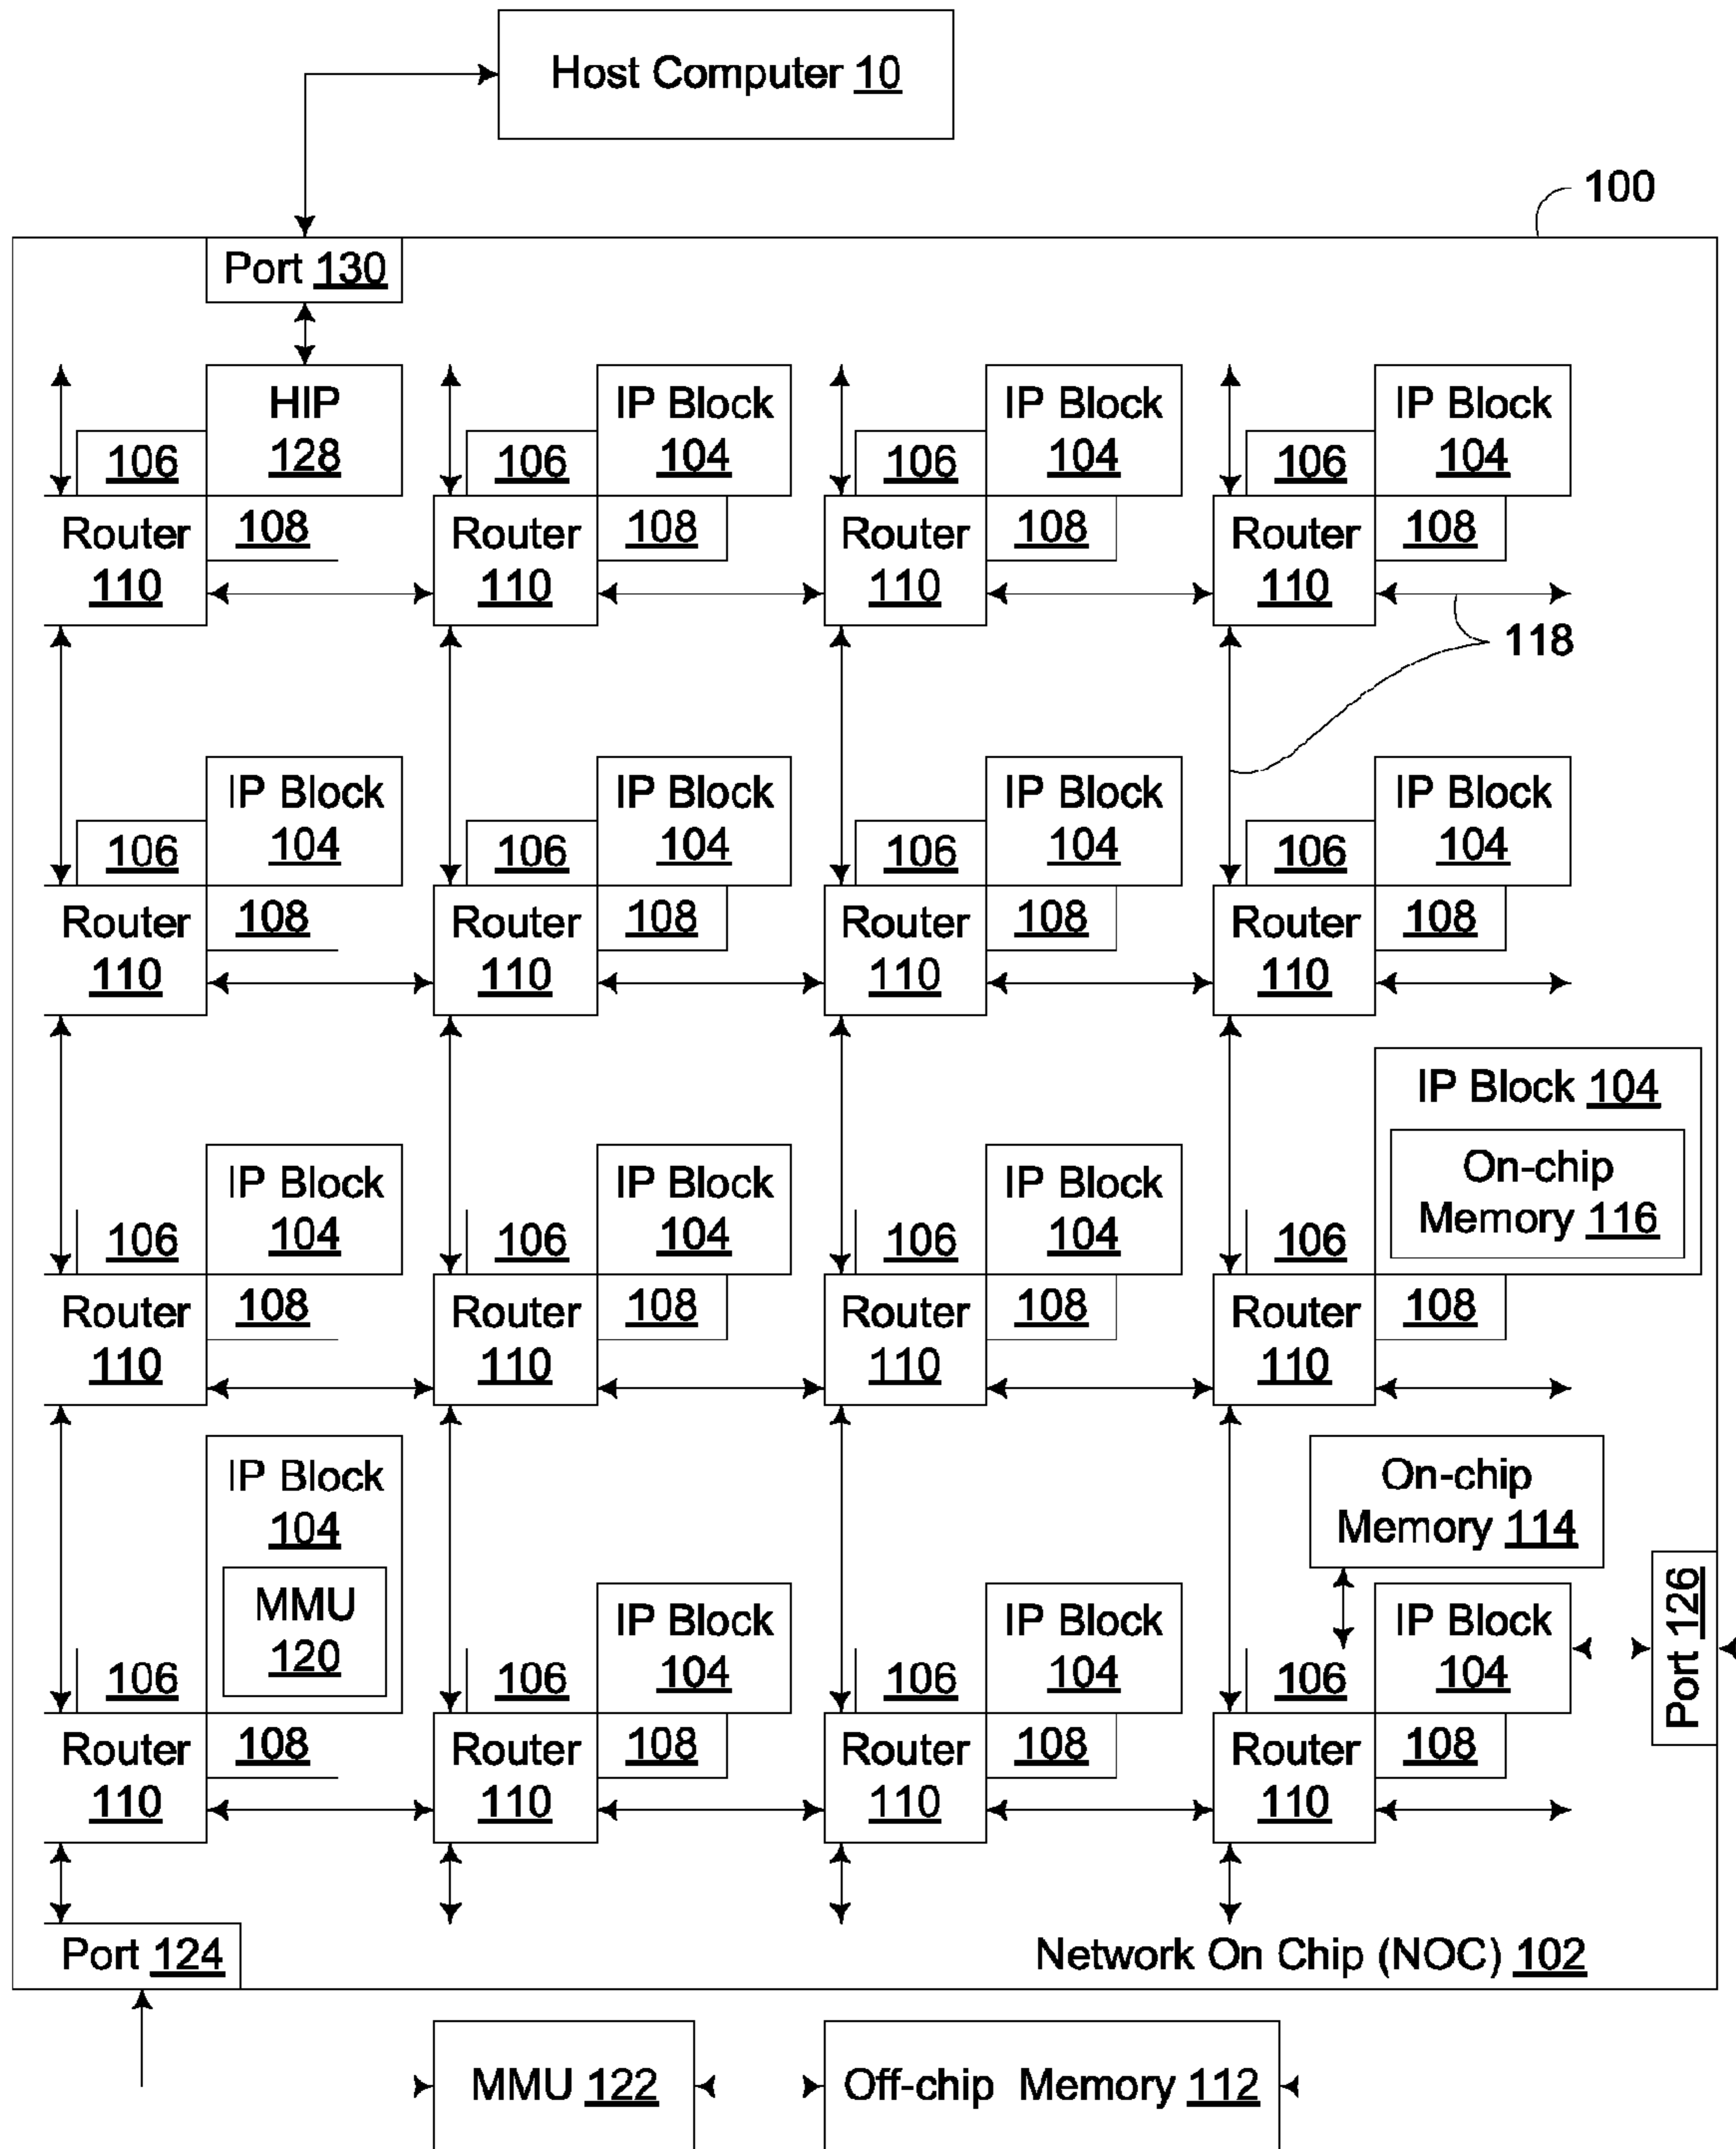 Host Computer 10
100
Port 130
HIP
128
IP Block
104
IP Block
104
IP Block
104
106
106
106
106
Router
110
108
Router
110
108
Router
110
108
Router
110
108
118
IP Block
104
IP Block
104
IP Block
104
IP Block
104
106
106
106
106
Router
110
108
Router
110
108
Router
110
108
Router
110
108
IP Block 104
On-chip
Memory 116
IP Block
104
IP Block
104
IP Block
104
106
106
106
106
Router
110
108
Router
110
108
Router
110
108
Router
110
108
IP Block
104
MMU
120
On-chip
Memory 114
IP Block
104
IP Block
104
IP Block
104
Port 126
106
106
106
106
Router
110
108
Router
110
108
Router
110
108
Router
110
108
Port 124
Network On Chip (NOC) 102
MMU 122
Off-chip Memory 112